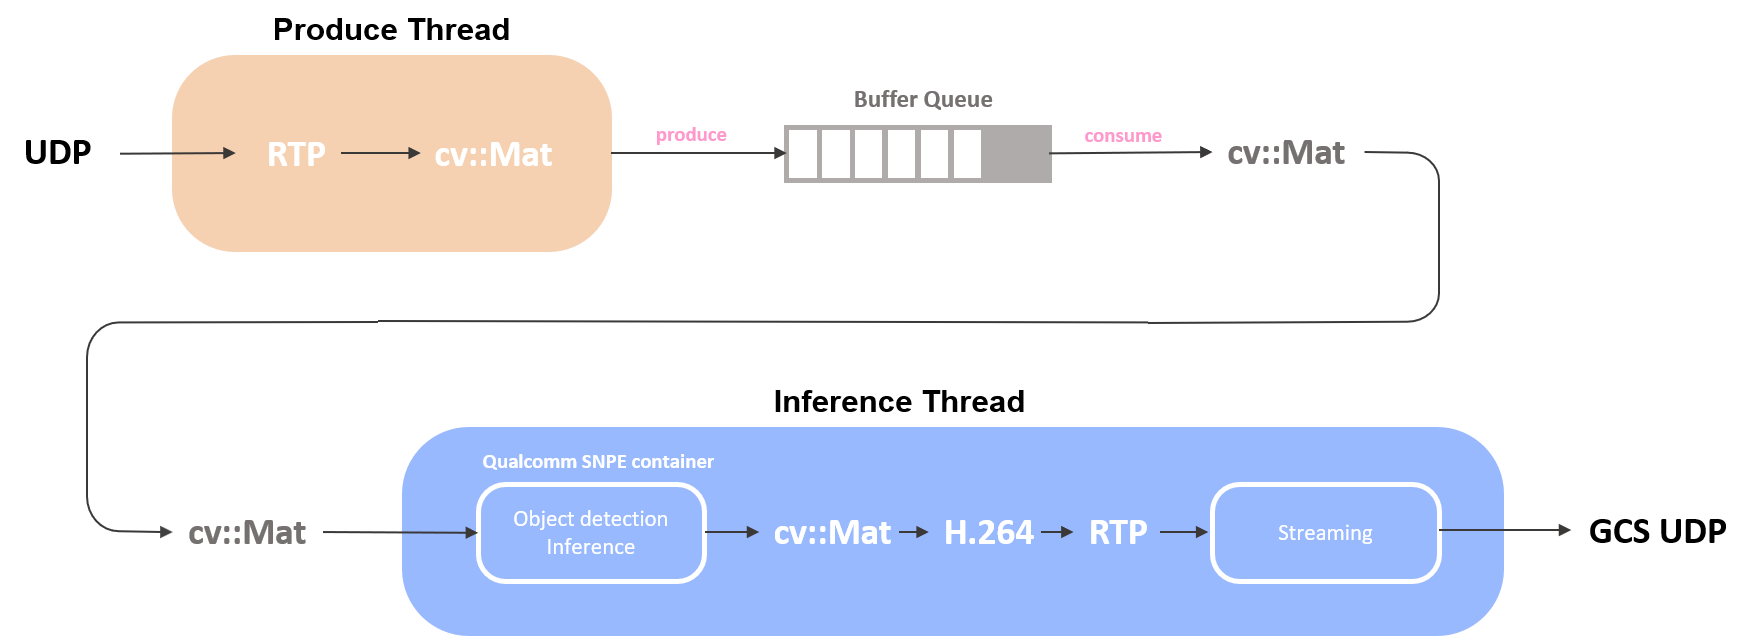 Produce Thread
UDP
RTP
cv::Mat
produce
Buffer Queue
consume
cv::Mat
Inference Thread
cv::Mat
Qualcomm SNPE container
Object detection
Inference
cv::Mat
H.264
RTP
Streaming
GCS UDP